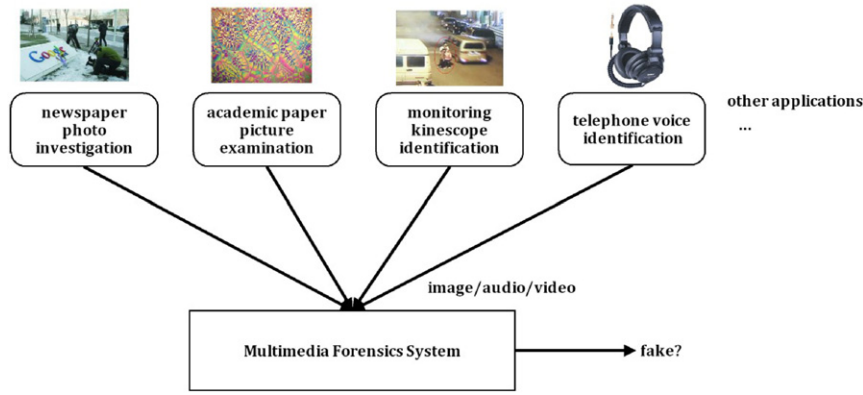 Google
newspaper
photo
investigation
academic paper
picture
examination
monitoring
kinescope
identification
telephone voice
identification
other applications
...
image/audio/video
Multimedia Forensics System
fake?